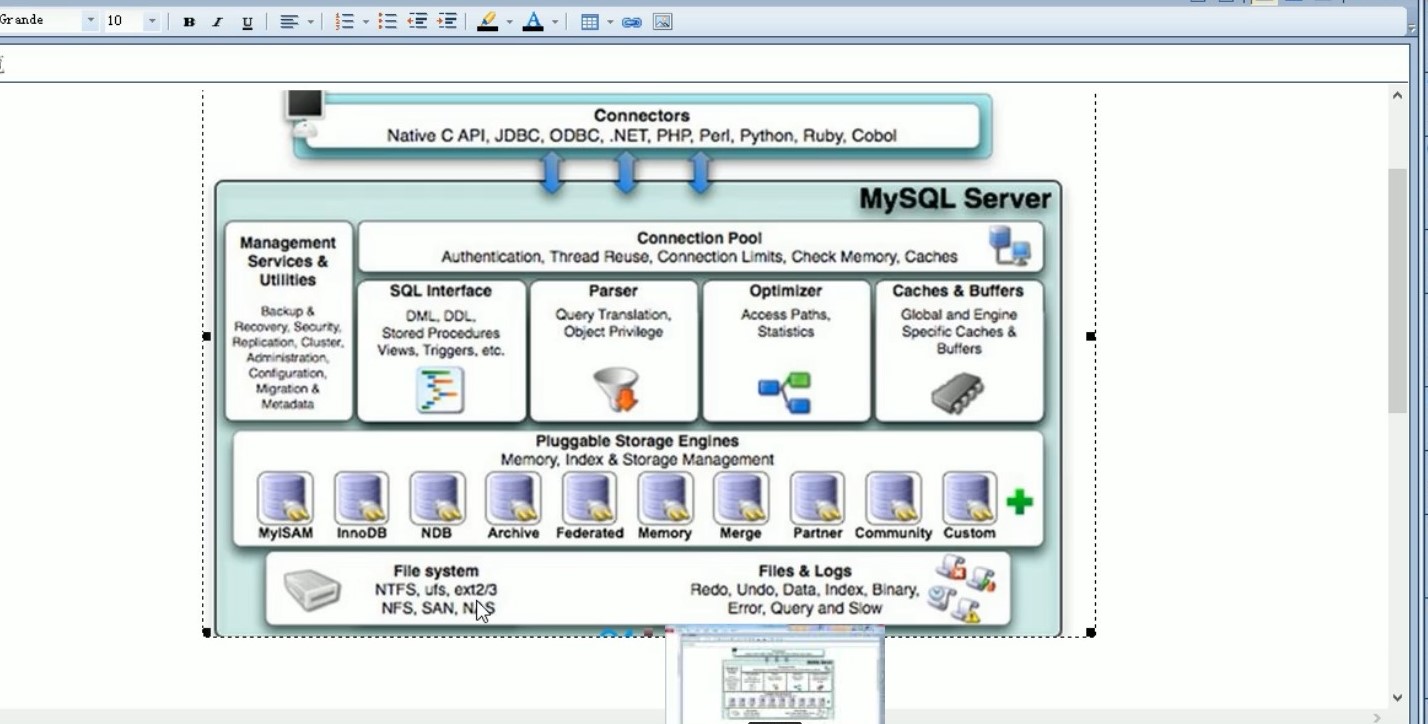 Grande
10
B I U
A
Connectors
Native C API, JDBC, ODBC, .NET, PHP, Perl, Python, Ruby, Cobol
MySQL Server
Management
Services &
Utilities
Backup &
Recovery, Security,
Replication, Cluster,
Administration,
Configuration,
Migration &
Metadata
Connection Pool
Authentication, Thread Reuse, Connection Limits, Check Memory, Caches
SQL Interface
DML, DDL,
Stored Procedures
Views, Triggers, etc.
Parser
Query Translation,
Object Privilege
Optimizer
Access Paths,
Statistics
Caches & Buffers
Global and Engine
Specific Caches &
Buffers
Pluggable Storage Engines
Memory, Index & Storage Management
MyISAM InnoDB NDB Archive Federated Memory Merge Partner Community Custom
File system
NTFS, ufs, ext2/3
NFS, SAN, NAS
Files & Logs
Redo, Undo, Data, Index, Binary,
Error, Query and Slow